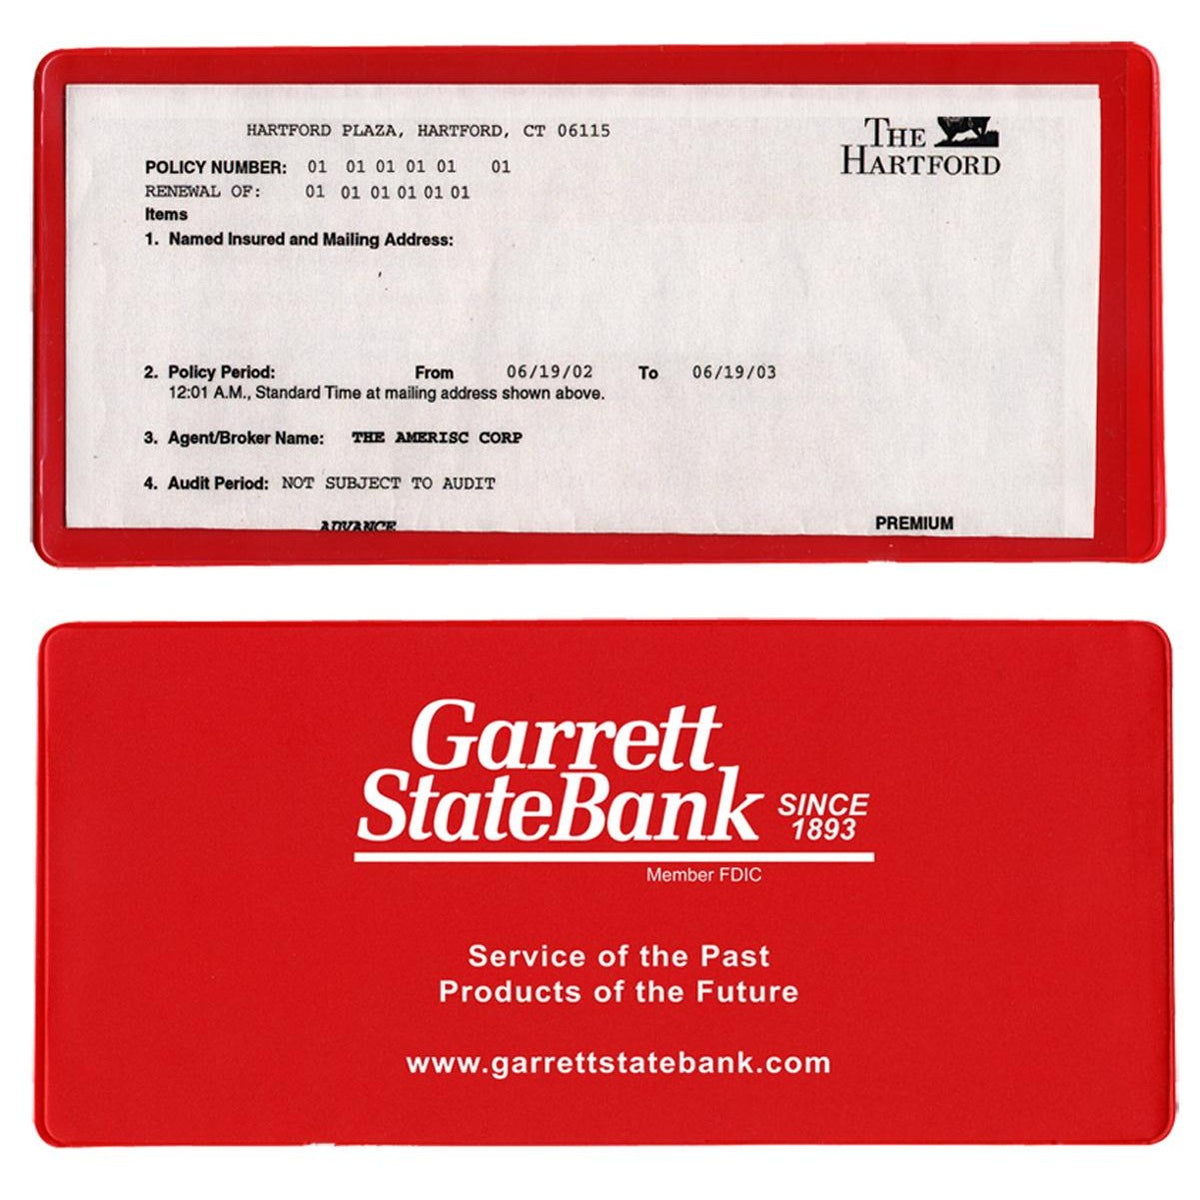 HARTFORD PLAZA, HARTFORD, CT 06115
THE
HARTFORD
POLICY NUMBER: 01 01 01 01 01 01
RENEWAL OF: 01 01 01 01 01 01
Items
1. Named Insured and Mailing Address:
2. Policy Period: From 06/19/02 To 06/19/03
12:01 A.M., Standard Time at mailing address shown above.
3. Agent/Broker Name: THE AMERISC CORP
4. Audit Period: NOT SUBJECT TO AUDIT
ADVANCE PREMIUM
Garrett
StateBank SINCE
1893
Member FDIC
Service of the Past
Products of the Future
www.garrettstatebank.com